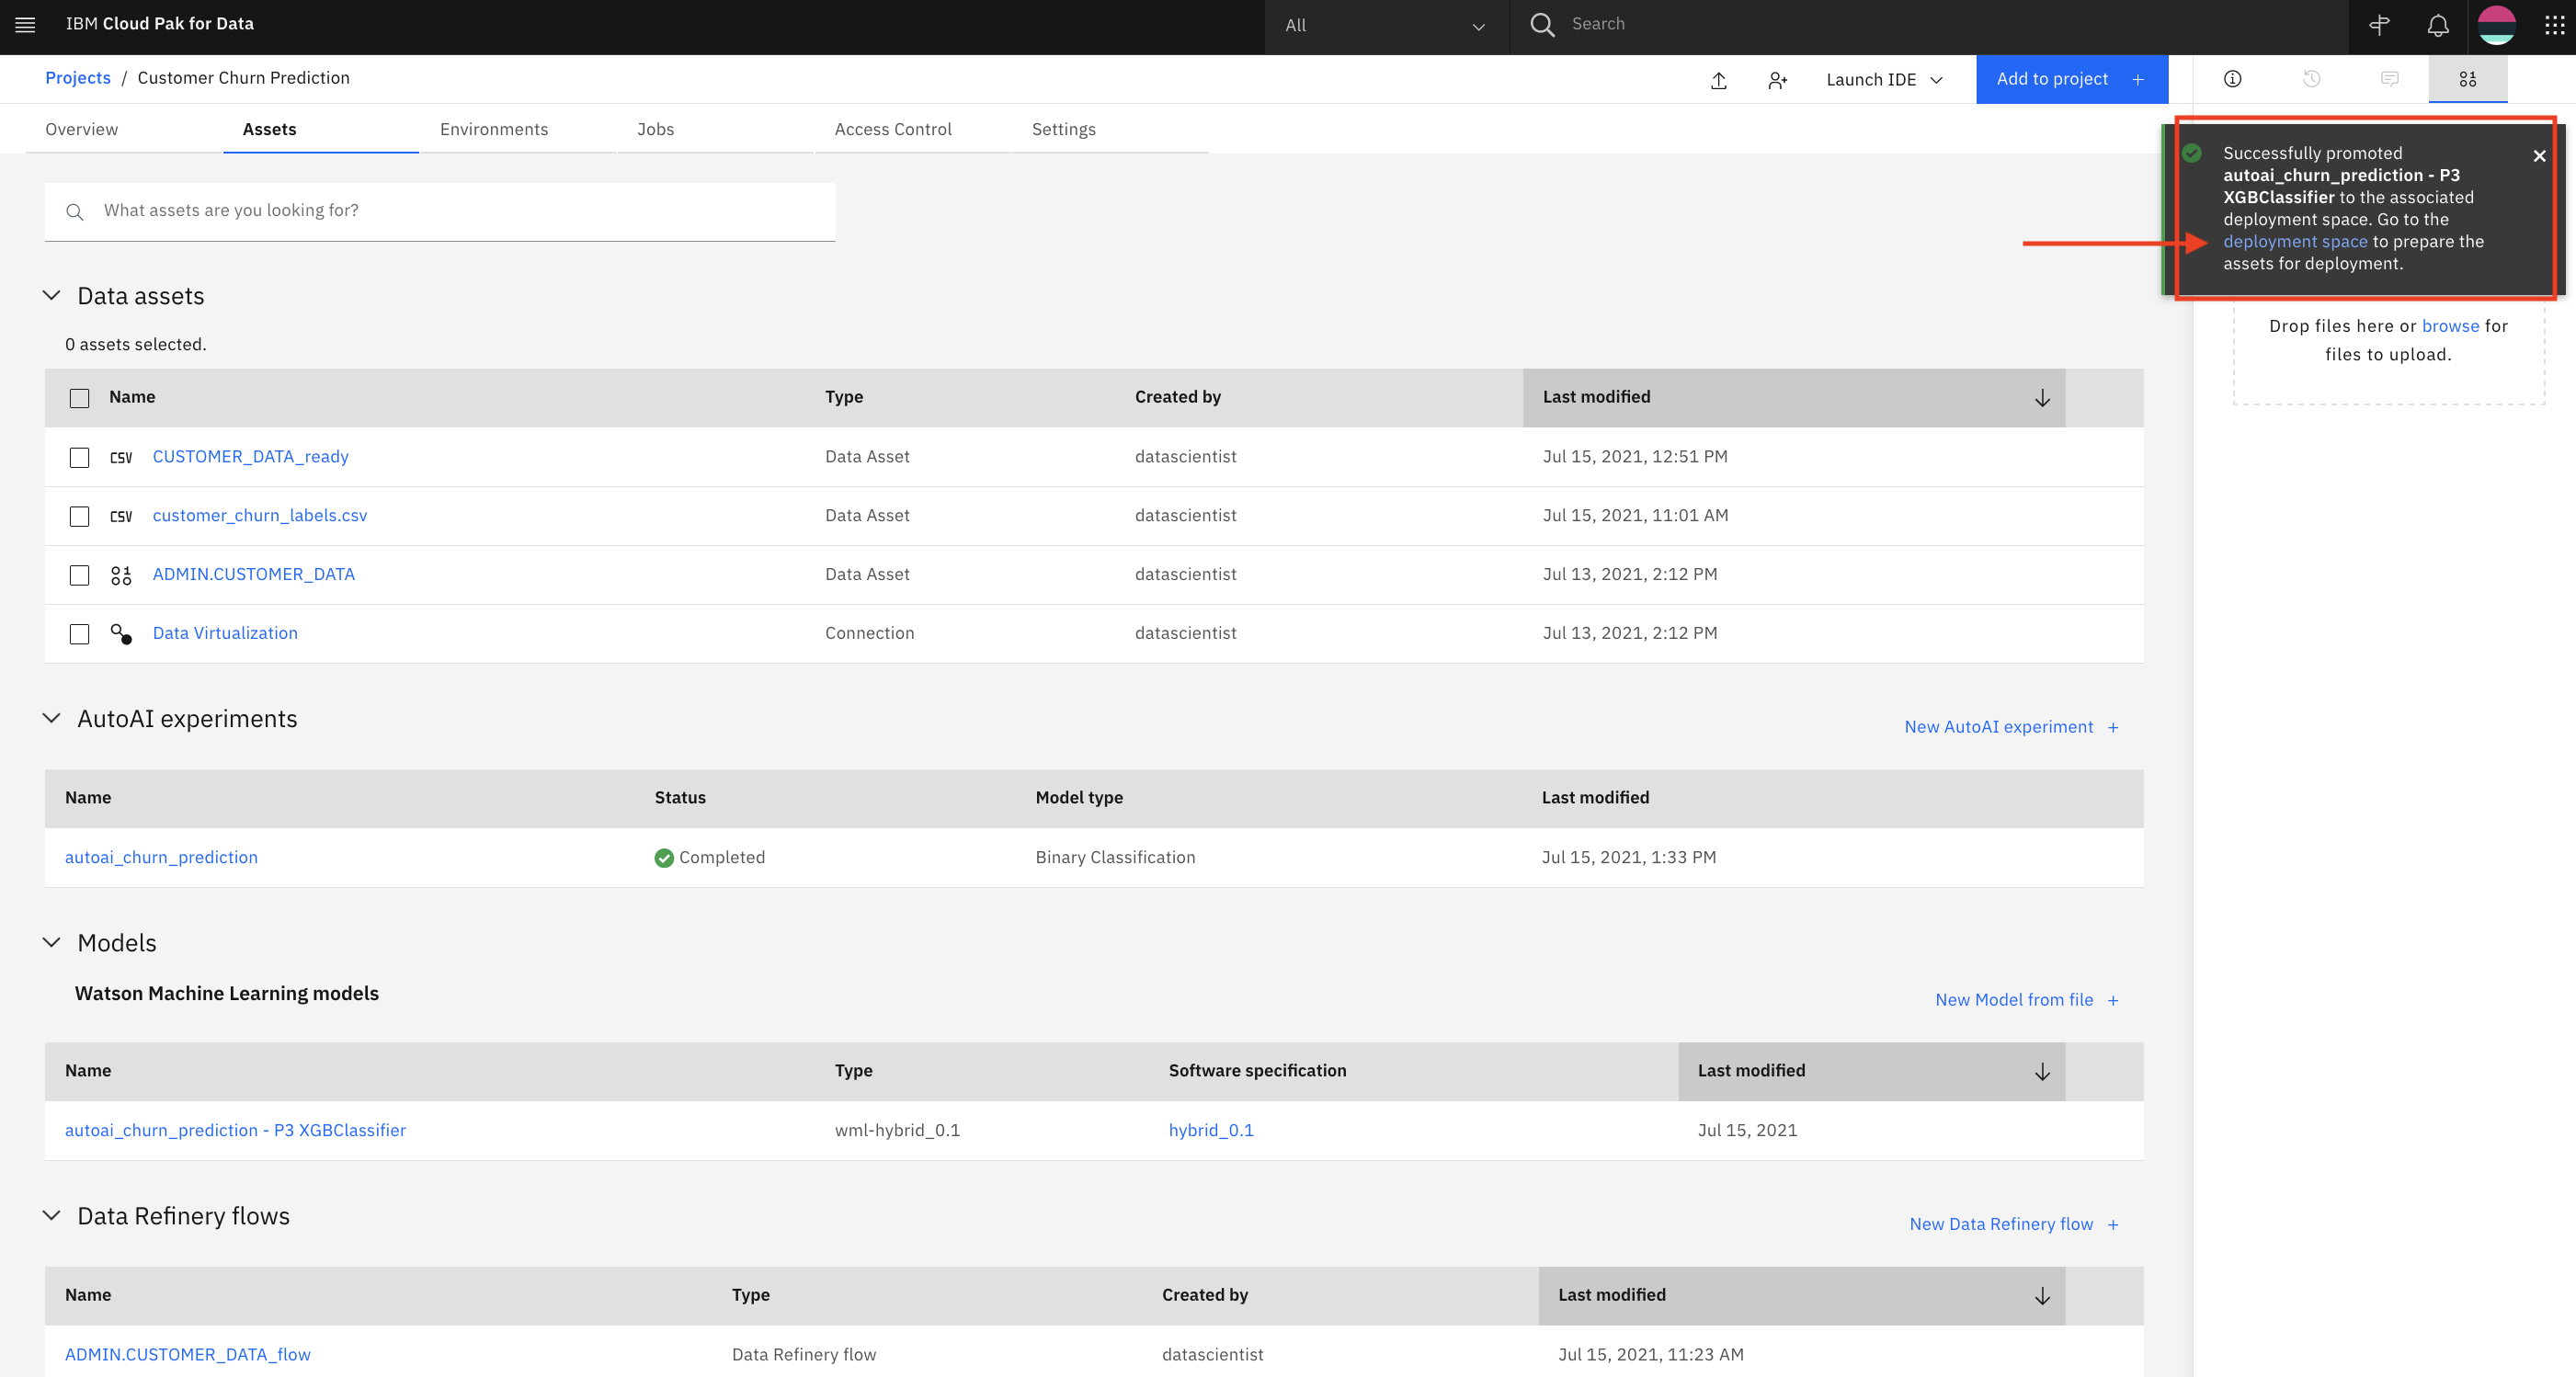 IBM Cloud Pak for Data
All
Search
Projects / Customer Churn Prediction
Launch IDE
Add to project +
Overview
Assets
Environments
Jobs
Access Control
Settings
Successfully promoted
autoai_churn_prediction - P3
XGBClassifier to the associated
deployment space. Go to the
deployment space to prepare the
assets for deployment.
What assets are you looking for?
Drop files here or browse for
files to upload.
Data assets
0 assets selected.
Name Type Created by Last modified
CSV CUSTOMER_DATA_ready Data Asset datascientist Jul 15, 2021, 12:51 PM
CSV customer_churn_labels.csv Data Asset datascientist Jul 15, 2021, 11:01 AM
ADMIN.CUSTOMER_DATA Data Asset datascientist Jul 13, 2021, 2:12 PM
Data Virtualization Connection datascientist Jul 13, 2021, 2:12 PM
AutoAI experiments
New AutoAI experiment +
Name Status Model type Last modified
autoai_churn_prediction Completed Binary Classification Jul 15, 2021, 1:33 PM
Models
Watson Machine Learning models
New Model from file +
Name Type Software specification Last modified
autoai_churn_prediction - P3 XGBClassifier wml-hybrid_0.1 hybrid_0.1 Jul 15, 2021
Data Refinery flows
New Data Refinery flow +
Name Type Created by Last modified
ADMIN.CUSTOMER_DATA_flow Data Refinery flow datascientist Jul 15, 2021, 11:23 AM